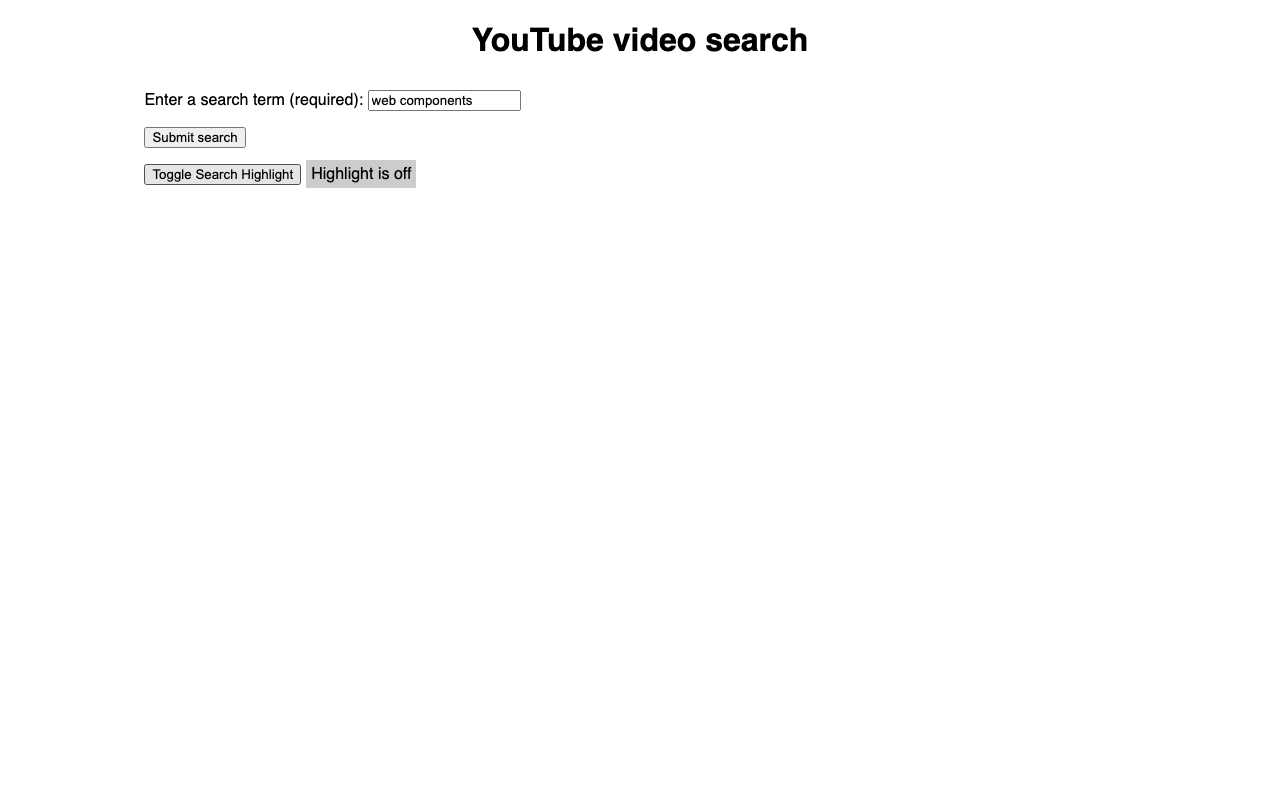 YouTube video search
Enter a search term (required): web components
Submit search
Toggle Search Highlight Highlight is off